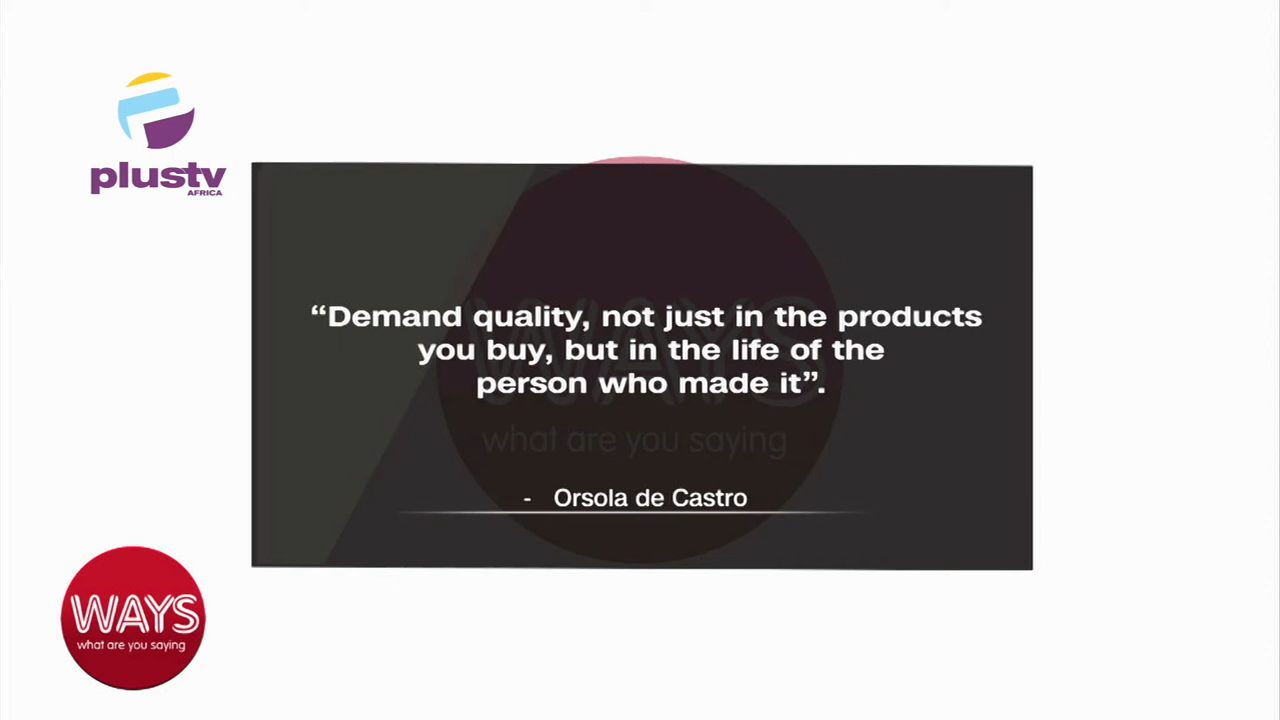 plustv
AFRICA
“Demand quality, not just in the products
you buy, but in the life of the
person who made it”.
WAYS
what are you saying
- Orsola de Castro
WAYS
what are you saying